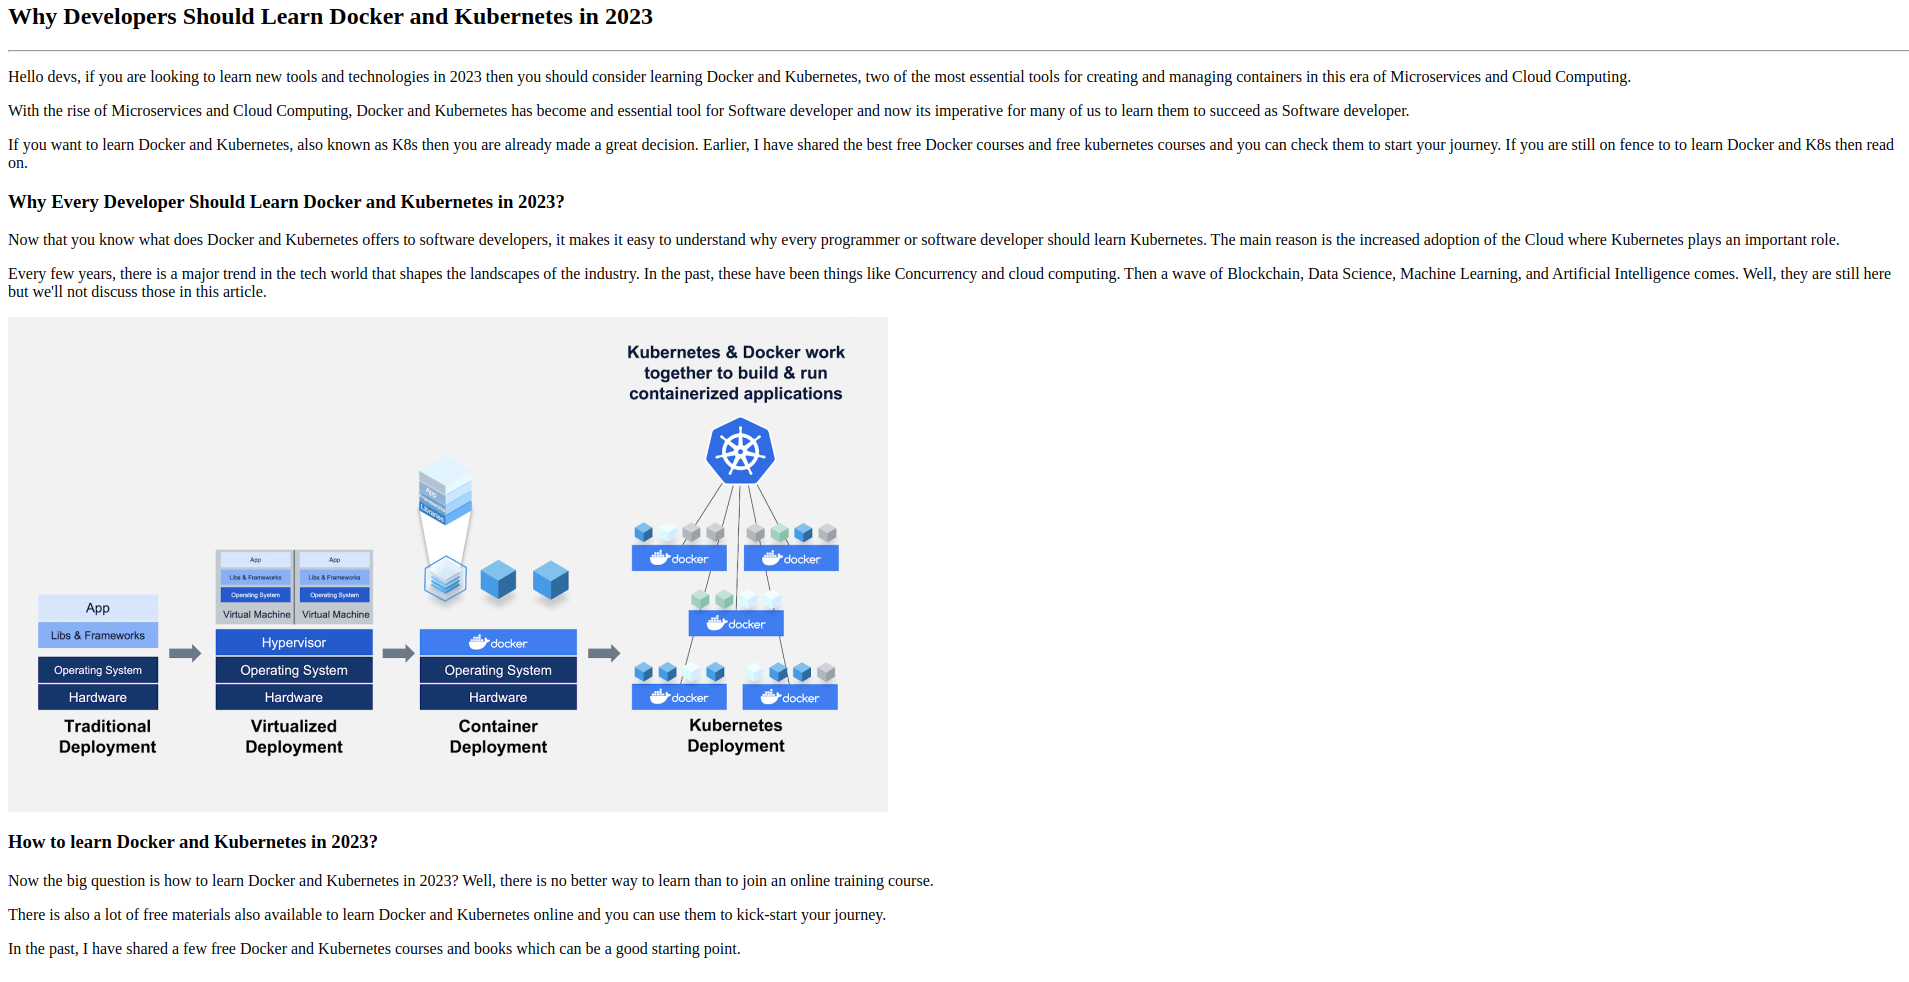 Why Developers Should Learn Docker and Kubernetes in 2023
Hello devs, if you are looking to learn new tools and technologies in 2023 then you should consider learning Docker and Kubernetes, two of the most essential tools for creating and managing containers in this era of Microservices and Cloud Computing.
With the rise of Microservices and Cloud Computing, Docker and Kubernetes has become and essential tool for Software developer and now its imperative for many of us to learn them to succeed as Software developer.
If you want to learn Docker and Kubernetes, also known as K8s then you are already made a great decision. Earlier, I have shared the best free Docker courses and free kubernetes courses and you can check them to start your journey. If you are still on fence to to learn Docker and K8s then read
on.
Why Every Developer Should Learn Docker and Kubernetes in 2023?
Now that you know what does Docker and Kubernetes offers to software developers, it makes it easy to understand why every programmer or software developer should learn Kubernetes. The main reason is the increased adoption of the Cloud where Kubernetes plays an important role.
Every few years, there is a major trend in the tech world that shapes the landscapes of the industry. In the past, these have been things like Concurrency and cloud computing. Then a wave of Blockchain, Data Science, Machine Learning, and Artificial Intelligence comes. Well, they are still here
but we'll not discuss those in this article.
Kubernetes & Docker work
together to build & run
containerized applications
App
Libs & Frameworks
Operating System
Hardware
Traditional
Deployment
App
Libs & Frameworks
Operating System
Virtual Machine
App
Libs & Frameworks
Operating System
Virtual Machine
Hypervisor
Operating System
Hardware
Virtualized
Deployment
App
Libraries
docker
Operating System
Hardware
Container
Deployment
docker
docker
docker
docker
docker
Kubernetes
Deployment
How to learn Docker and Kubernetes in 2023?
Now the big question is how to learn Docker and Kubernetes in 2023? Well, there is no better way to learn than to join an online training course.
There is also a lot of free materials also available to learn Docker and Kubernetes online and you can use them to kick-start your journey.
In the past, I have shared a few free Docker and Kubernetes courses and books which can be a good starting point.